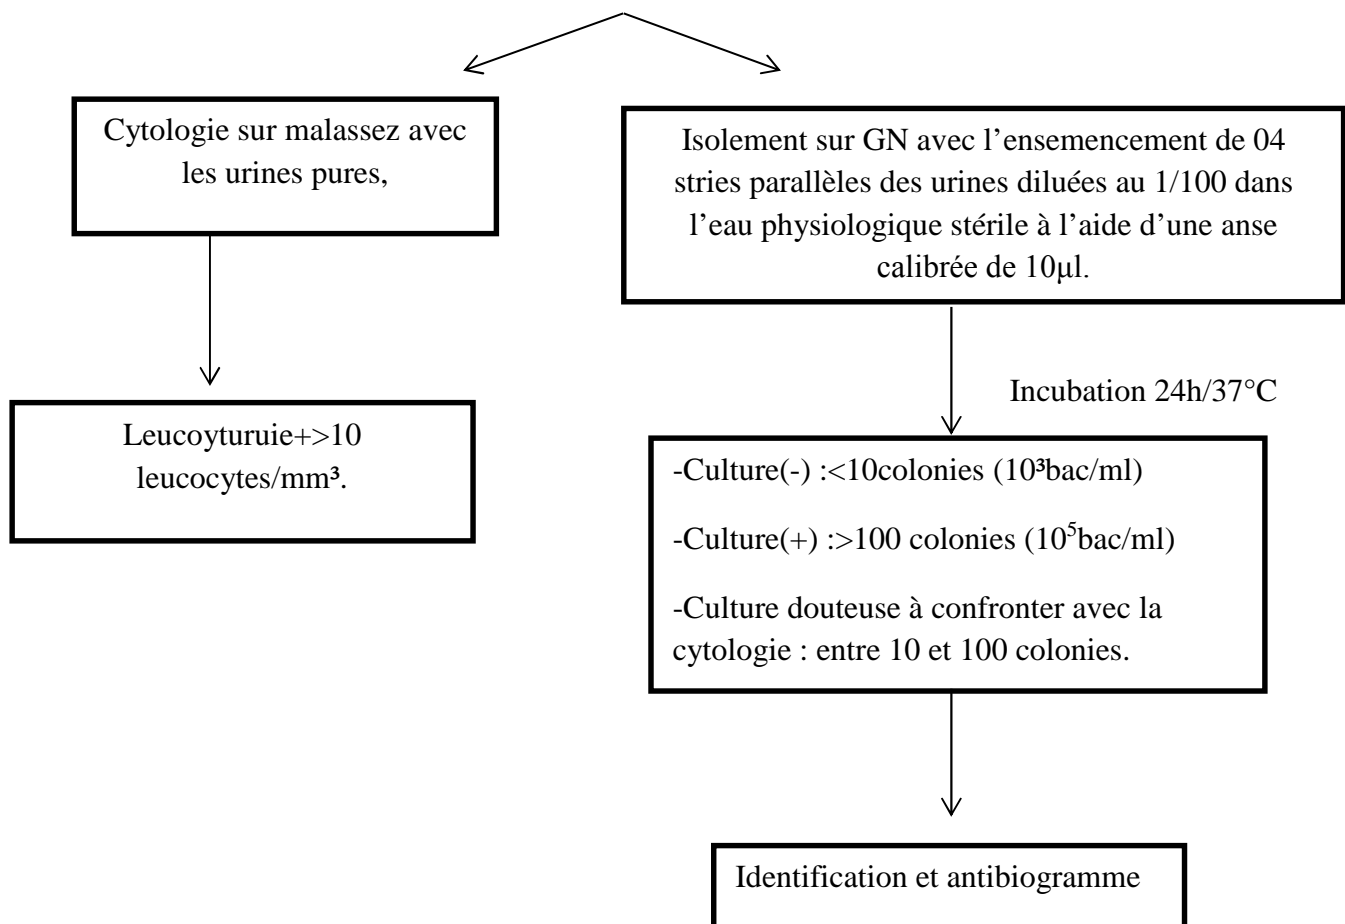 Cytologie sur malassez avec
les urines pures,
Isolement sur GN avec l’ensemencement de 04
stries parallèles des urines diluées au 1/100 dans
l’eau physiologique stérile à l’aide d’une anse
calibrée de 10µl.
Incubation 24h/37°C
Leucoyturuie+>10
leucocytes/mm³.
-Culture(-) :<10colonies (10³bac/ml)
-Culture(+) :>100 colonies (10⁵bac/ml)
-Culture douteuse à confronter avec la
cytologie : entre 10 et 100 colonies.
Identification et antibiogramme